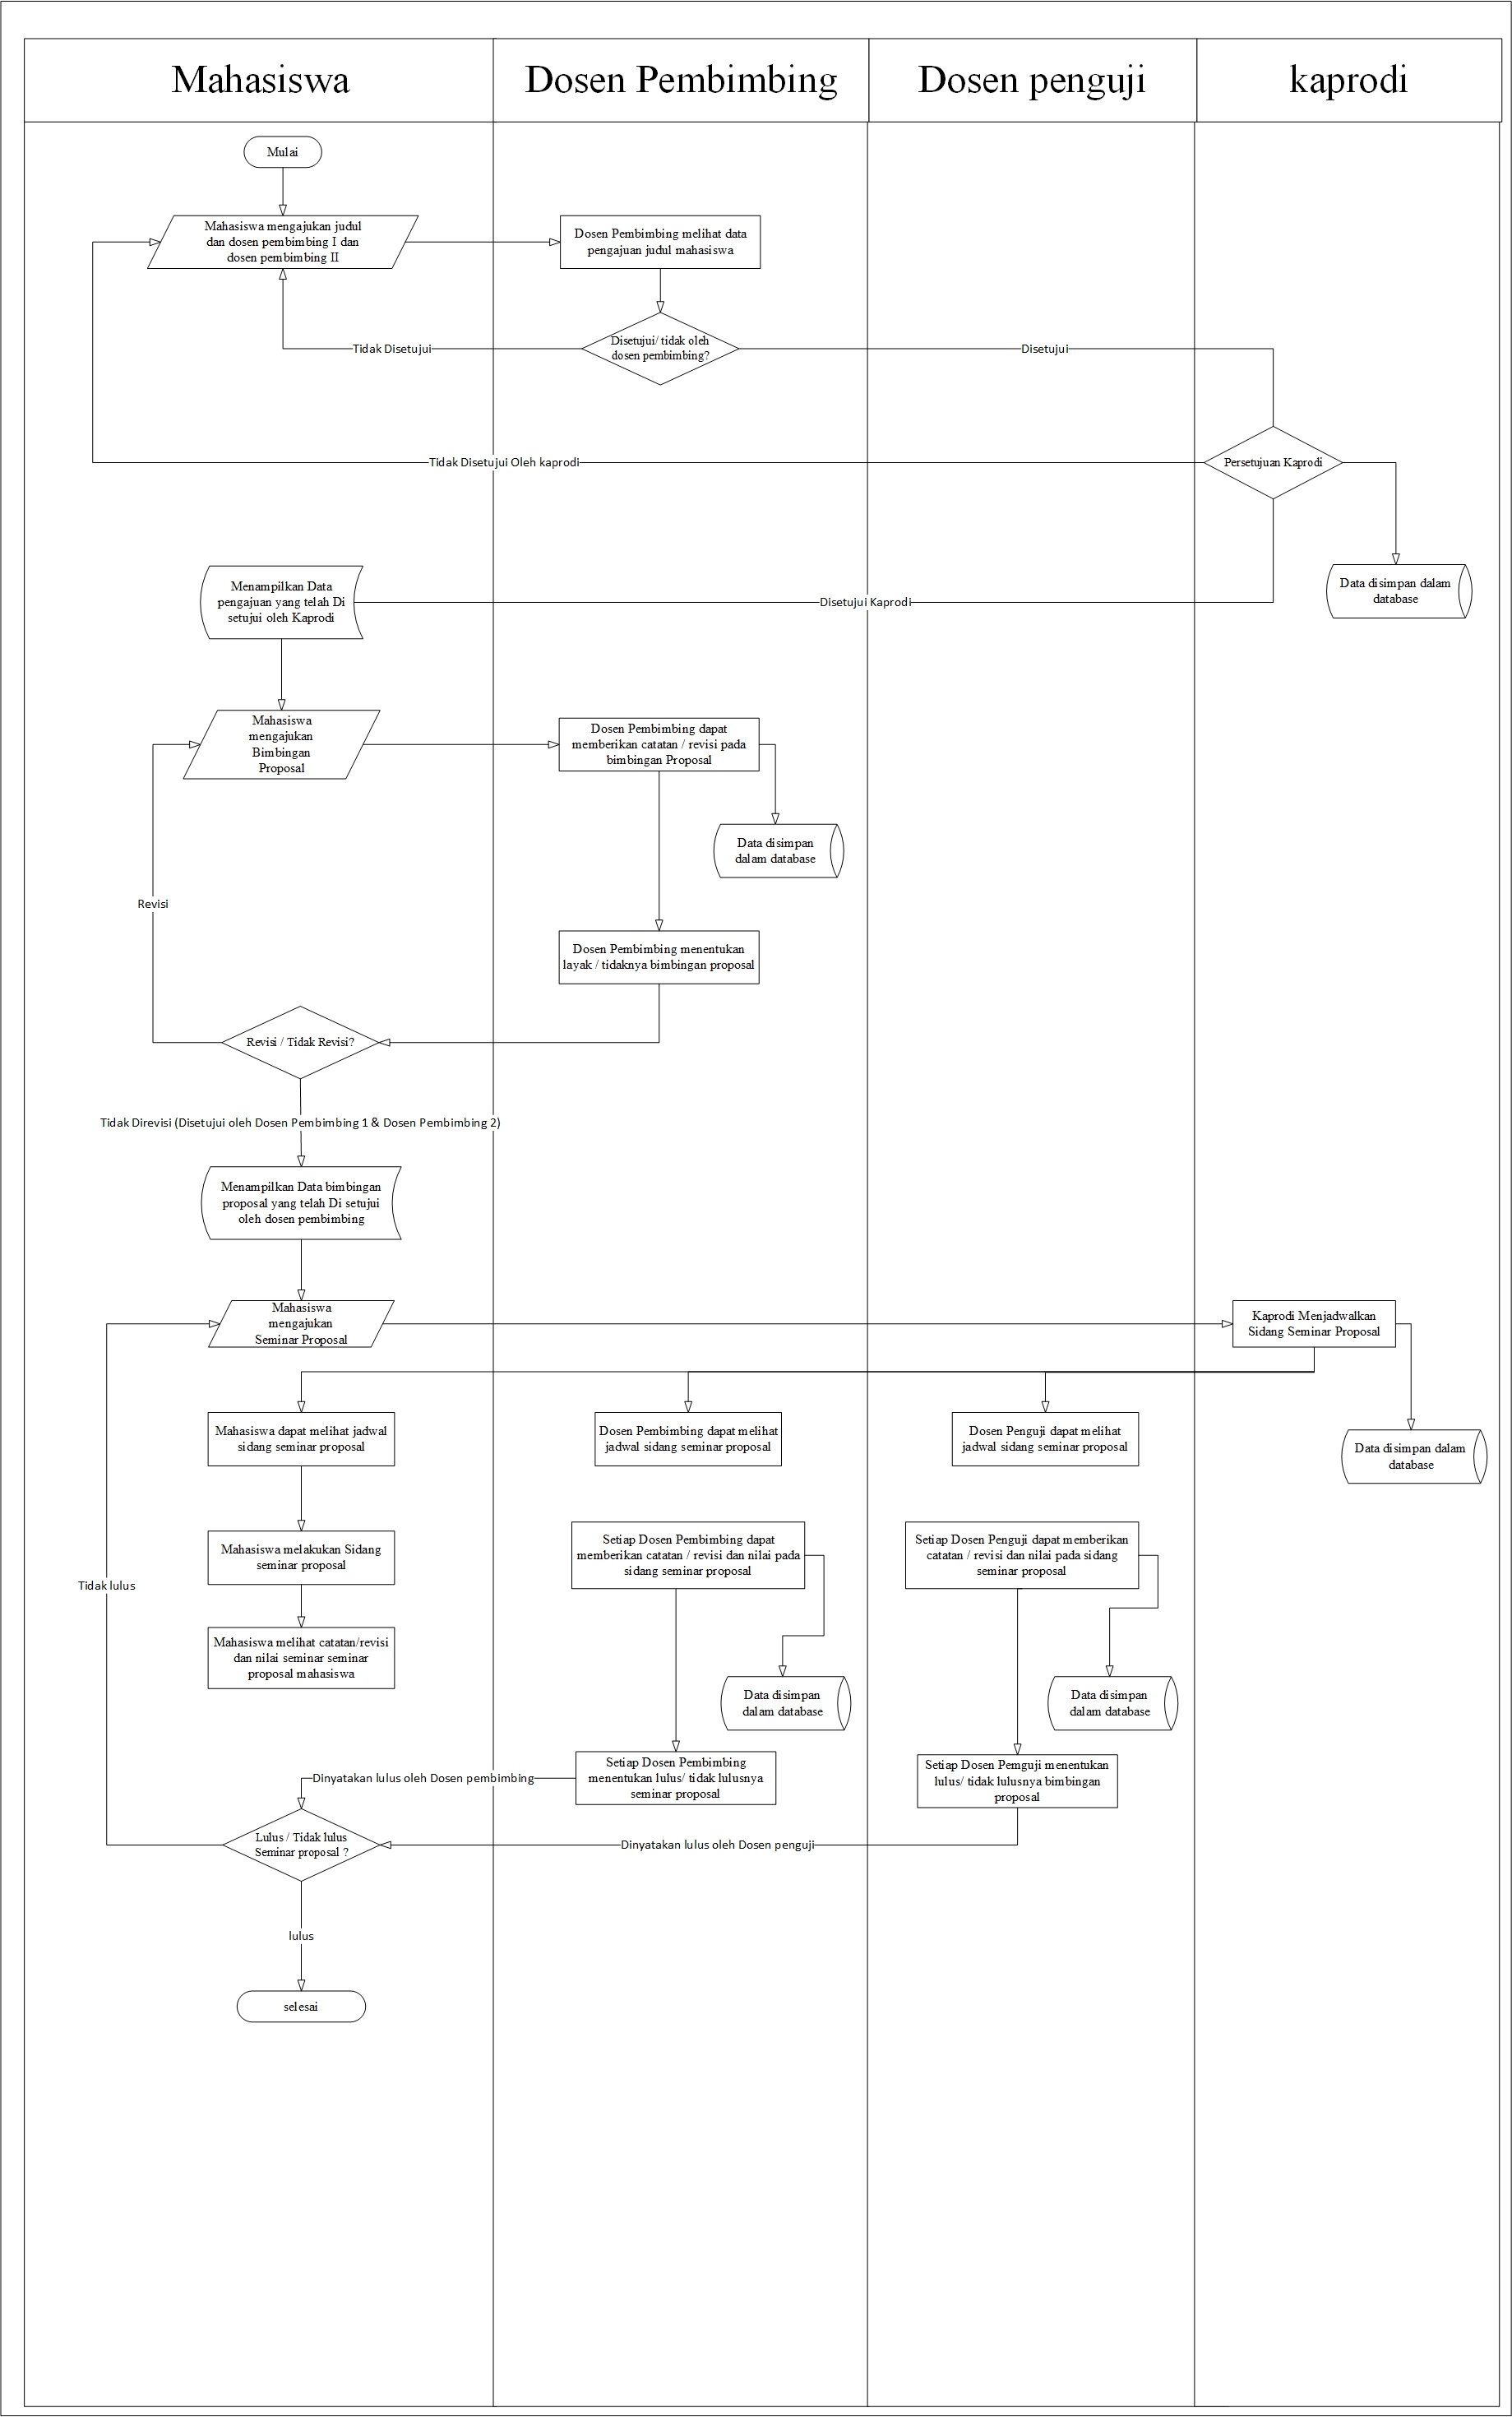 Mahasiswa
Dosen Pembimbing
Dosen penguji
kaprodi
Mulai
Mahasiswa mengajukan judul
dan dosen pembimbing I dan
dosen pembimbing II
Dosen Pembimbing melihat data
pengajuan judul mahasiswa
Disetujui/ tidak oleh
dosen pembimbing?
Tidak Disetujui
Disetujui
Tidak Disetujui Oleh kaprodi
Persetujuan Kaprodi
Menampilkan Data
pengajuan yang telah Di
setujui oleh Kaprodi
Disetujui Kaprodi
Data disimpan dalam
database
Mahasiswa
mengajukan
Bimbingan
Proposal
Dosen Pembimbing dapat
memberikan catatan / revisi pada
bimbingan Proposal
Data disimpan
dalam database
Revisi
Dosen Pembimbing menentukan
layak / tidaknya bimbingan proposal
Revisi / Tidak Revisi?
Tidak Direvisi (Disetujui oleh Dosen Pembimbing 1 & Dosen Pembimbing 2)
Menampilkan Data bimbingan
proposal yang telah Di setujui
oleh dosen pembimbing
Mahasiswa
mengajukan
Seminar Proposal
Kaprodi Menjadwalkan
Sidang Seminar Proposal
Mahasiswa dapat melihat jadwal
sidang seminar proposal
Dosen Pembimbing dapat melihat
jadwal sidang seminar proposal
Dosen Penguji dapat melihat
jadwal sidang seminar proposal
Data disimpan dalam
database
Mahasiswa melakukan Sidang
seminar proposal
Setiap Dosen Pembimbing dapat
memberikan catatan / revisi dan nilai pada
sidang seminar proposal
Setiap Dosen Penguji dapat memberikan
catatan / revisi dan nilai pada sidang
seminar proposal
Tidak lulus
Mahasiswa melihat catatan/revisi
dan nilai seminar seminar
proposal mahasiswa
Data disimpan
dalam database
Data disimpan
dalam database
Dinyatakan lulus oleh Dosen pembimbing
Setiap Dosen Pembimbing
menentukan lulus/ tidak lulusnya
seminar proposal
Setiap Dosen Pemguji menentukan
lulus/ tidak lulusnya bimbingan
proposal
Lulus / Tidak lulus
Seminar proposal ?
Dinyatakan lulus oleh Dosen penguji
lulus
selesai